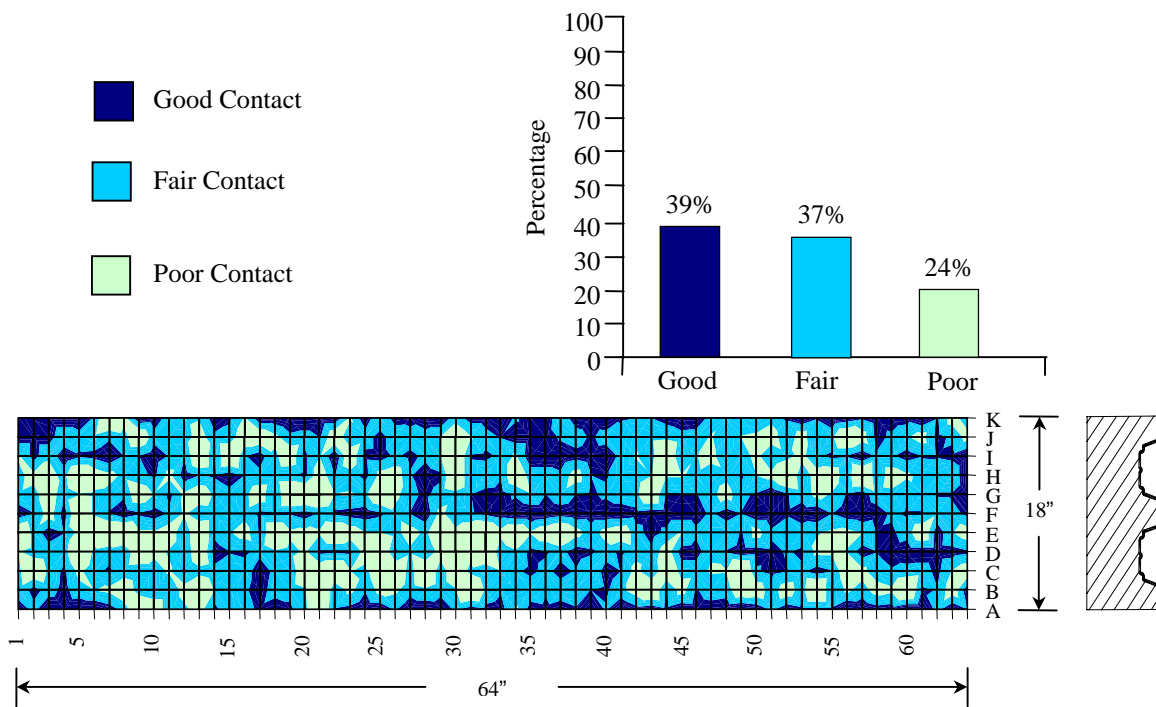 Good Contact
Fair Contact
Poor Contact
Percentage
100
90
80
70
60
50
40
30
20
10
0
39%
37%
24%
Good Fair Poor
K
J
I
H
G
F
E
D
C
B
A
1 5 10 15 20 25 30 35 40 45 50 55 60
64”
18”